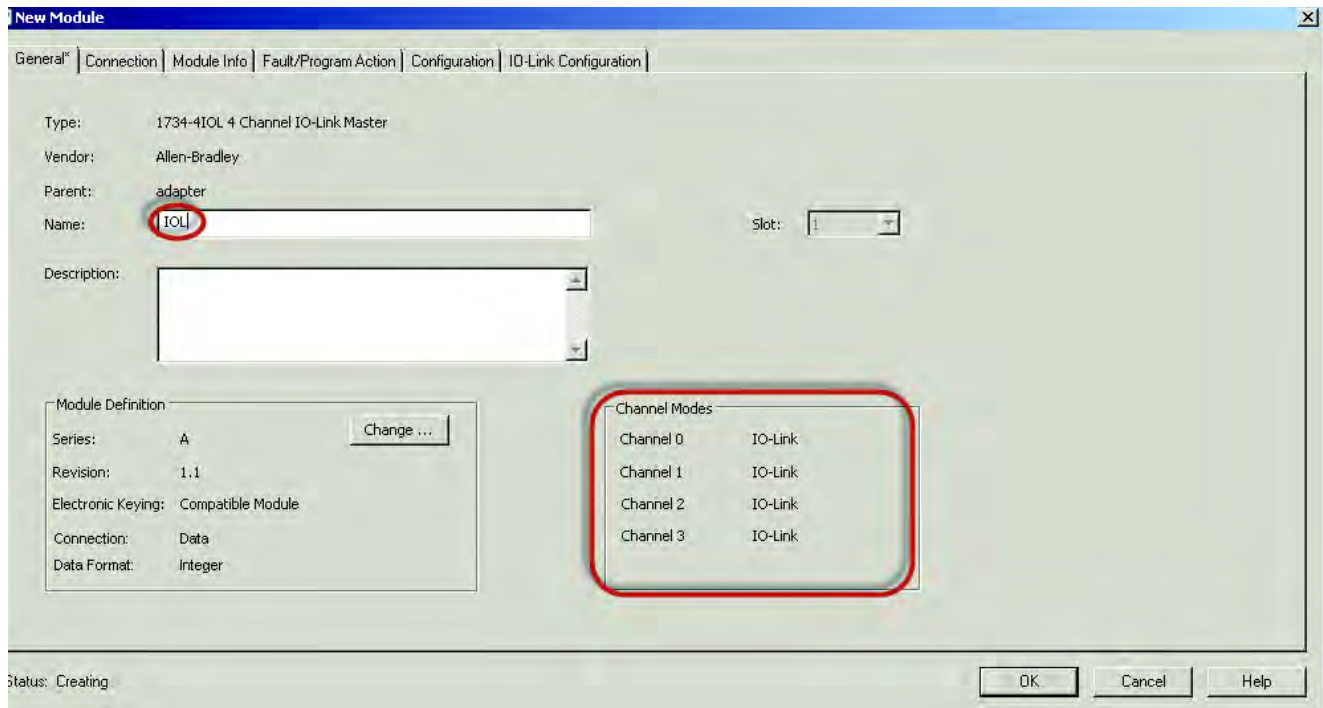 New Module
General* Connection Module Info Fault/Program Action Configuration IO-Link Configuration
Type: 1734-4IOL 4 Channel IO-Link Master
Vendor: Allen-Bradley
Parent: adapter
Name: IOL
Slot: 1
Description:
Module Definition
Series: A
Change ...
Revision: 1.1
Electronic Keying: Compatible Module
Connection: Data
Data Format: Integer
Channel Modes
Channel 0 IO-Link
Channel 1 IO-Link
Channel 2 IO-Link
Channel 3 IO-Link
Status: Creating
OK Cancel Help